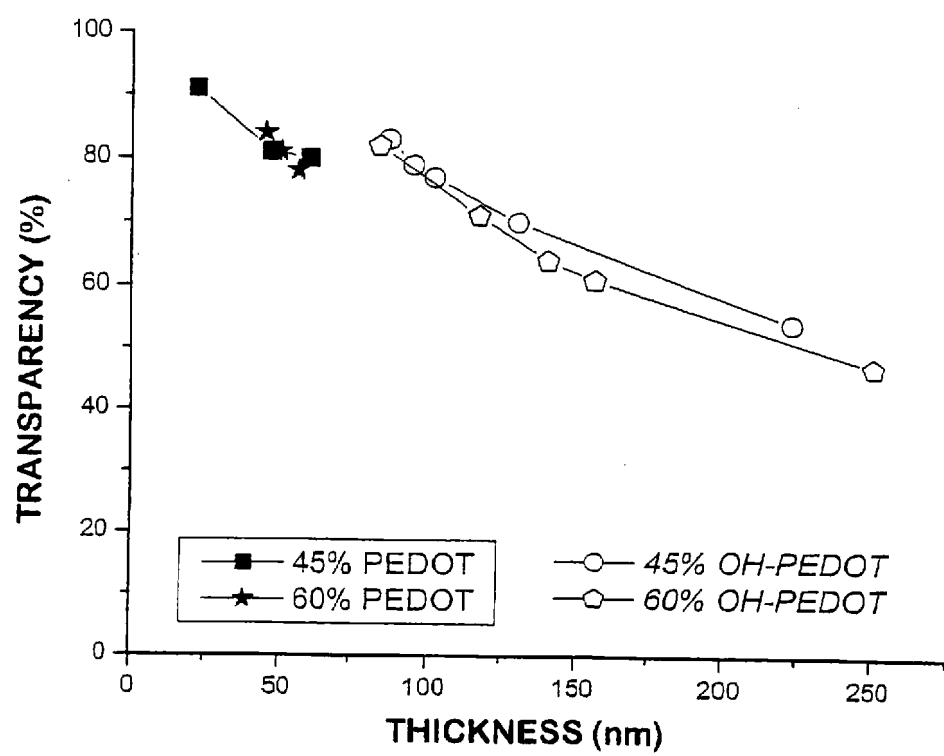 100
80
60
40
20
0
TRANSPARENCY (%)
45% PEDOT
60% PEDOT
45% OH-PEDOT
60% OH-PEDOT
0 50 100 150 200 250
THICKNESS (nm)